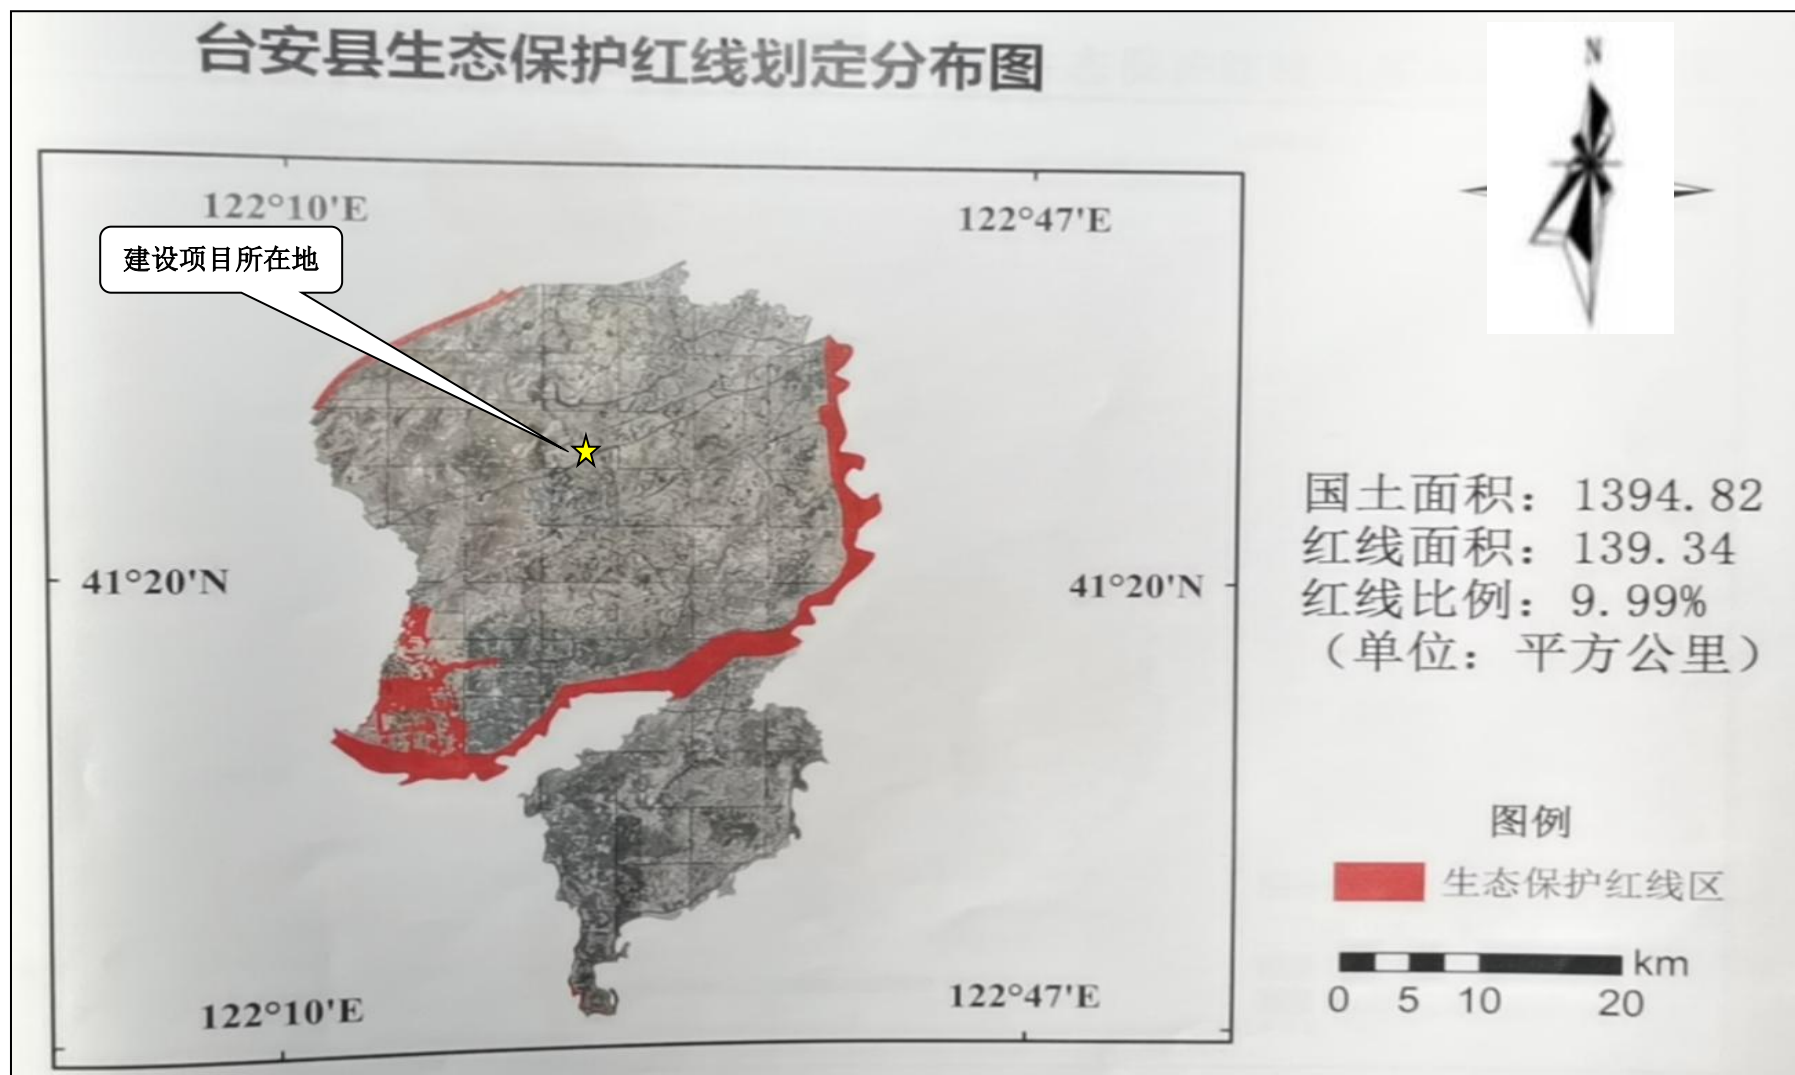 台安县生态保护红线划定分布图
N
122°10'E
122°47'E
建设项目所在地
国土面积：1394.82
红线面积：139.34
红线比例：9.99%
（单位：平方公里）
41°20'N
41°20'N
图例
生态保护红线区
km
0 5 10 20
122°10'E
122°47'E